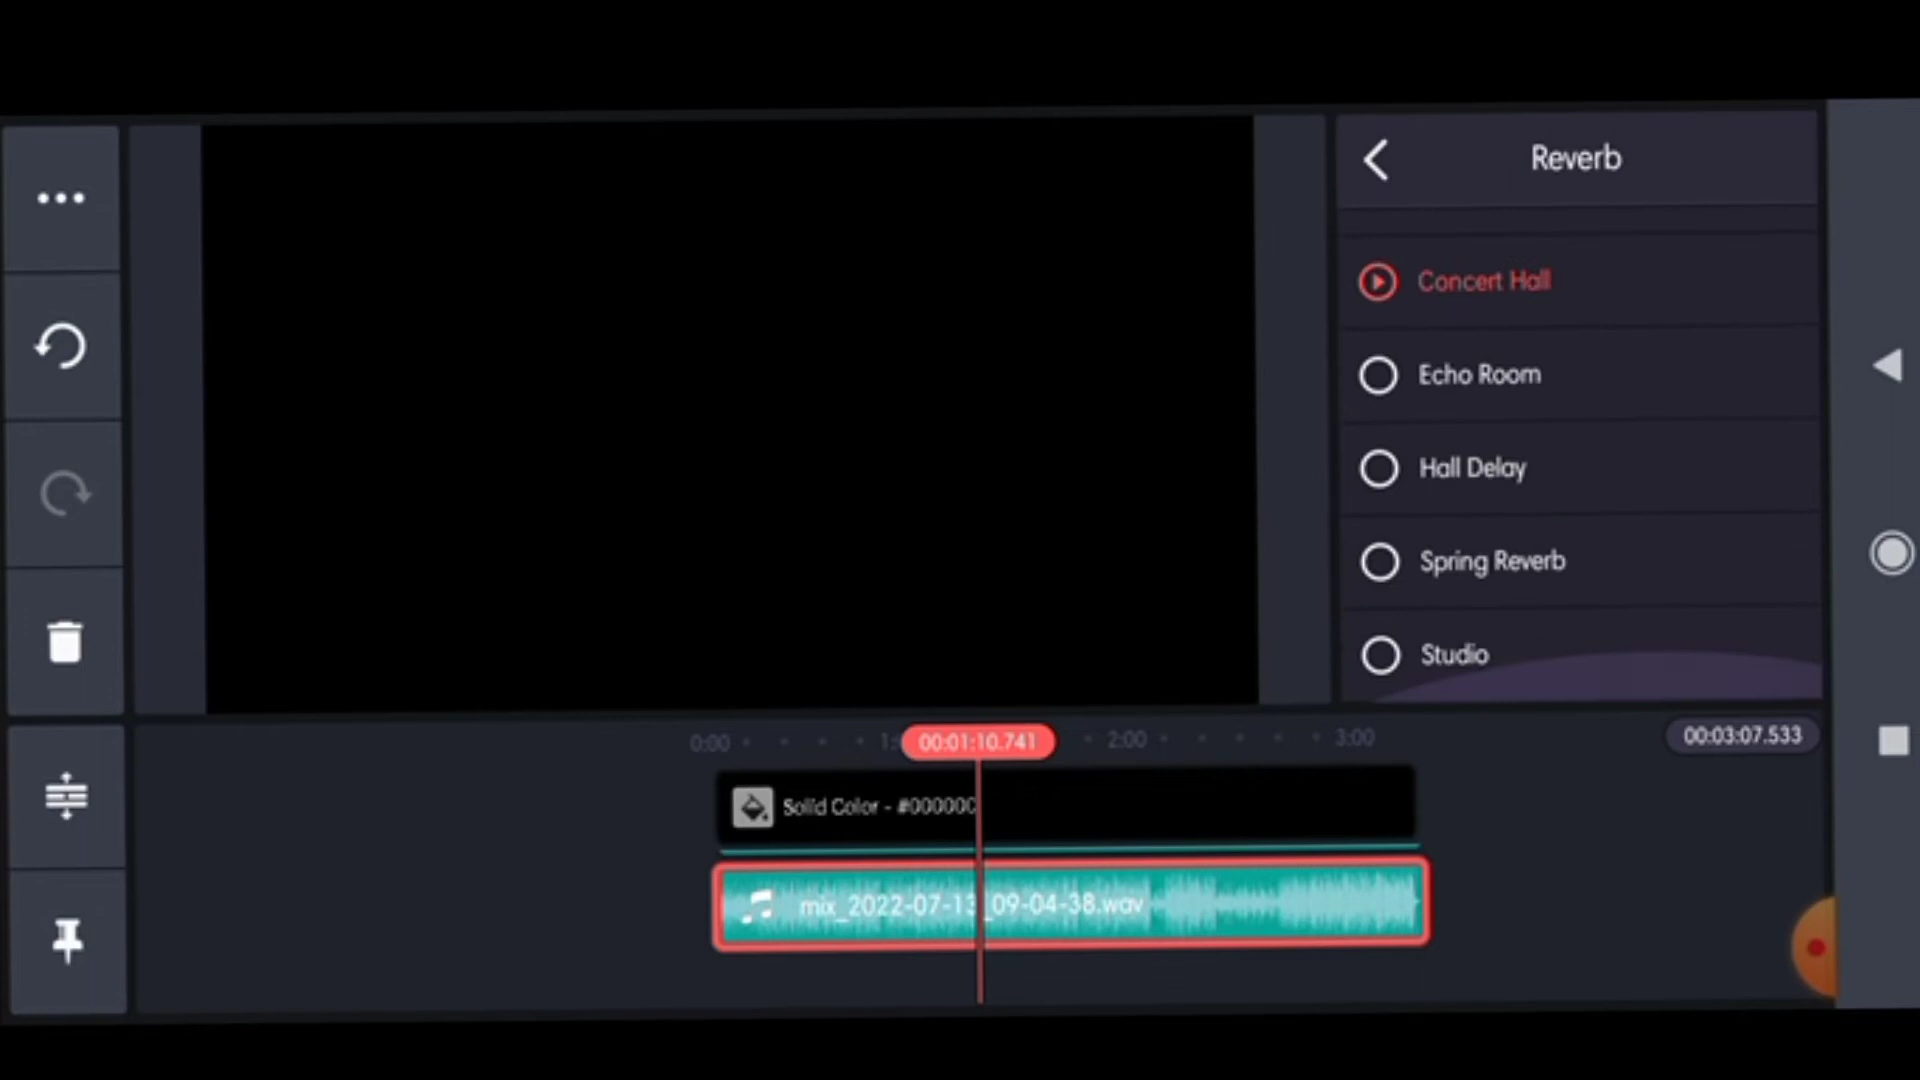 Reverb
Concert Hall
Echo Room
Hall Delay
Spring Reverb
Studio
0:00
1:
00:01:10.741
2:00
3:00
00:03:07.533
Solid Color - #000000
mix_2022-07-13_09-04-38.wav